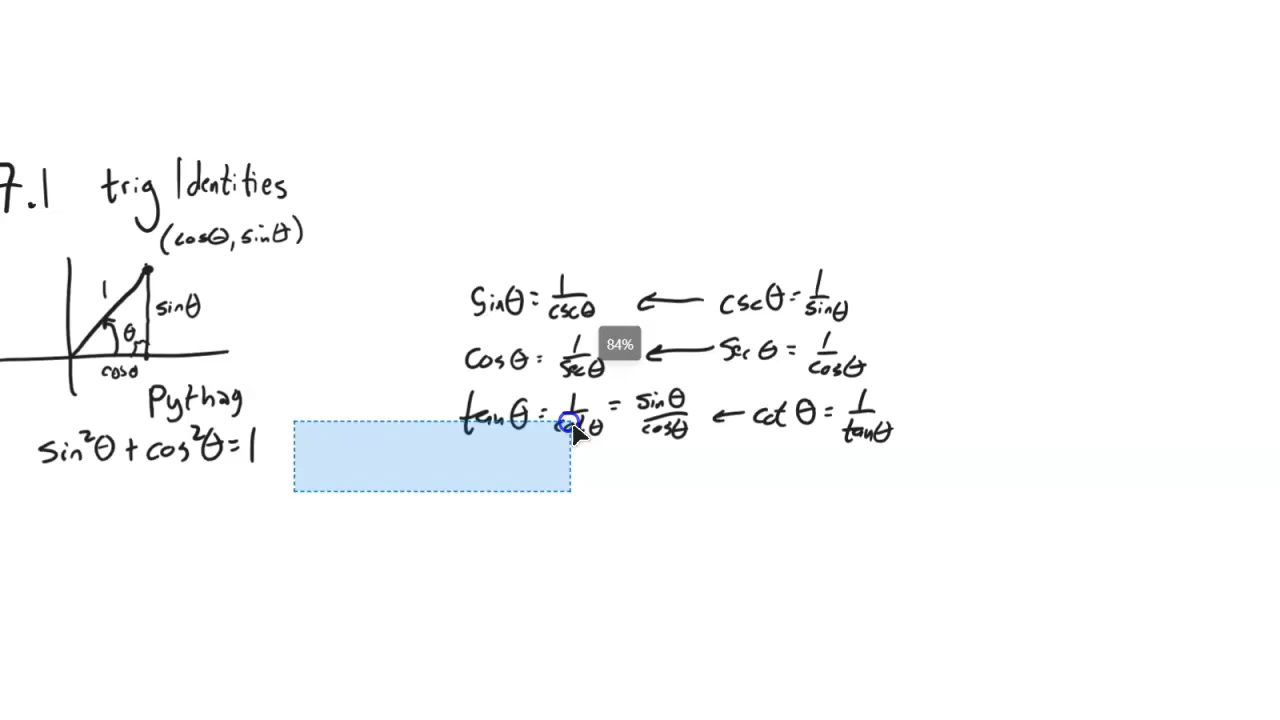 7.1 trig Identities
(cosθ, sinθ)
1
sinθ
θ
cosθ
Pythag
sin²θ + cos²θ = 1
sinθ = 1/cscθ ← cscθ = 1/sinθ
84%
cosθ = 1/secθ ← secθ = 1/cosθ
tanθ = 1/cotθ = sinθ/cosθ ← cotθ = 1/tanθ